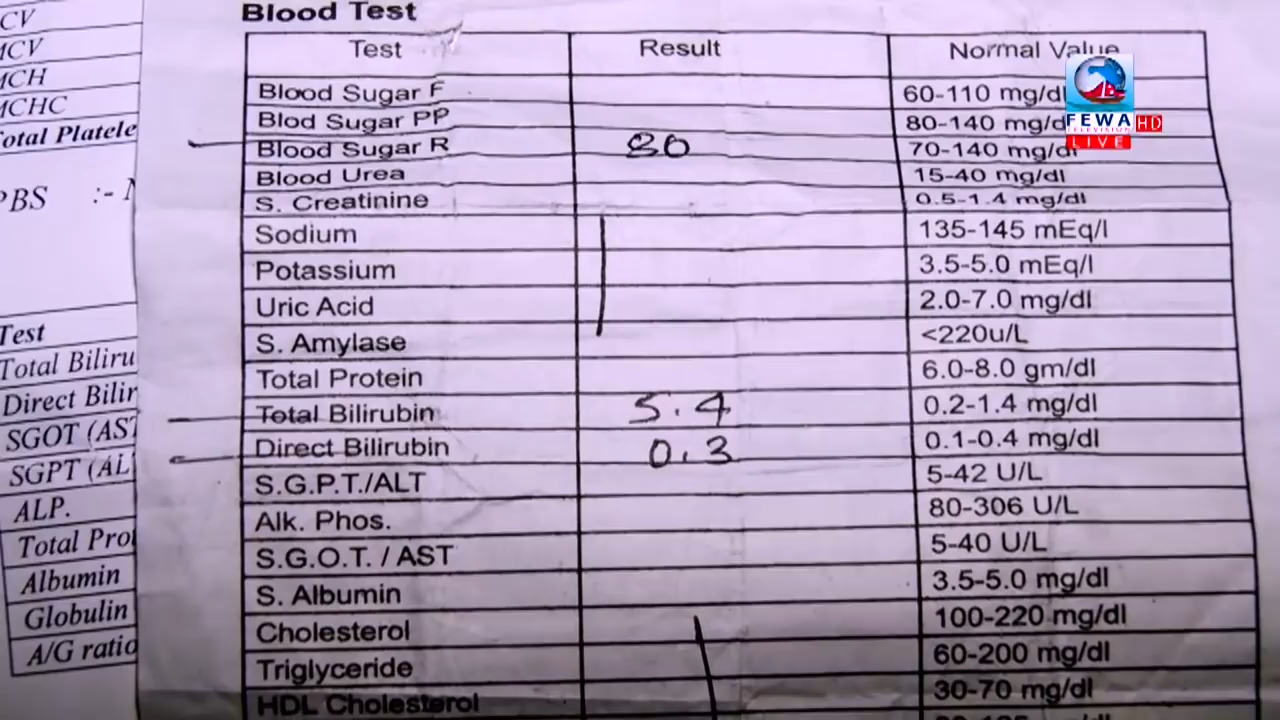 CV
MCV
MCH
MCHC
Total Platele
PBS :-
Test
Total Biliru
Direct Bilir
SGOT (AST
SGPT (AL
ALP.
Total Pro
Albumin
Globulin
A/G ratio
Blood Test
Test Result Normal Value
Blood Sugar F 60-110 mg/dl
Blod Sugar PP 80-140 mg/dl
Blood Sugar R 80 70-140 mg/dl
Blood Urea 15-40 mg/dl
S. Creatinine 0.5-1.4 mg/dl
Sodium 135-145 mEq/l
Potassium 3.5-5.0 mEq/l
Uric Acid 2.0-7.0 mg/dl
S. Amylase <220u/L
Total Protein 6.0-8.0 gm/dl
Total Bilirubin 5.4 0.2-1.4 mg/dl
Direct Bilirubin 0.3 0.1-0.4 mg/dl
S.G.P.T./ALT 5-42 U/L
Alk. Phos. 80-306 U/L
S.G.O.T. / AST 5-40 U/L
S. Albumin 3.5-5.0 mg/dl
Cholesterol 100-220 mg/dl
Triglyceride 60-200 mg/dl
HDL Cholesterol 30-70 mg/dl
FEWA
TELEVISION HD
LIVE